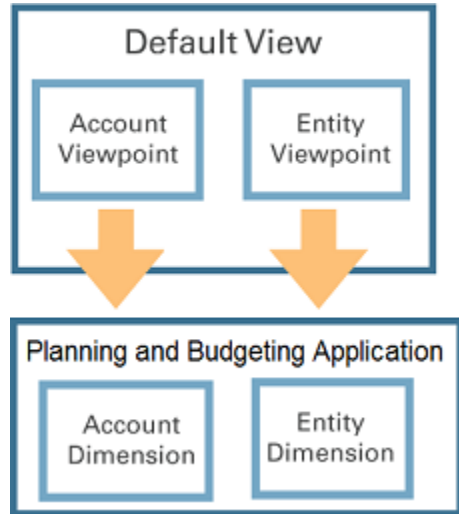 Default View
Account
Viewpoint
Entity
Viewpoint
Planning and Budgeting Application
Account
Dimension
Entity
Dimension